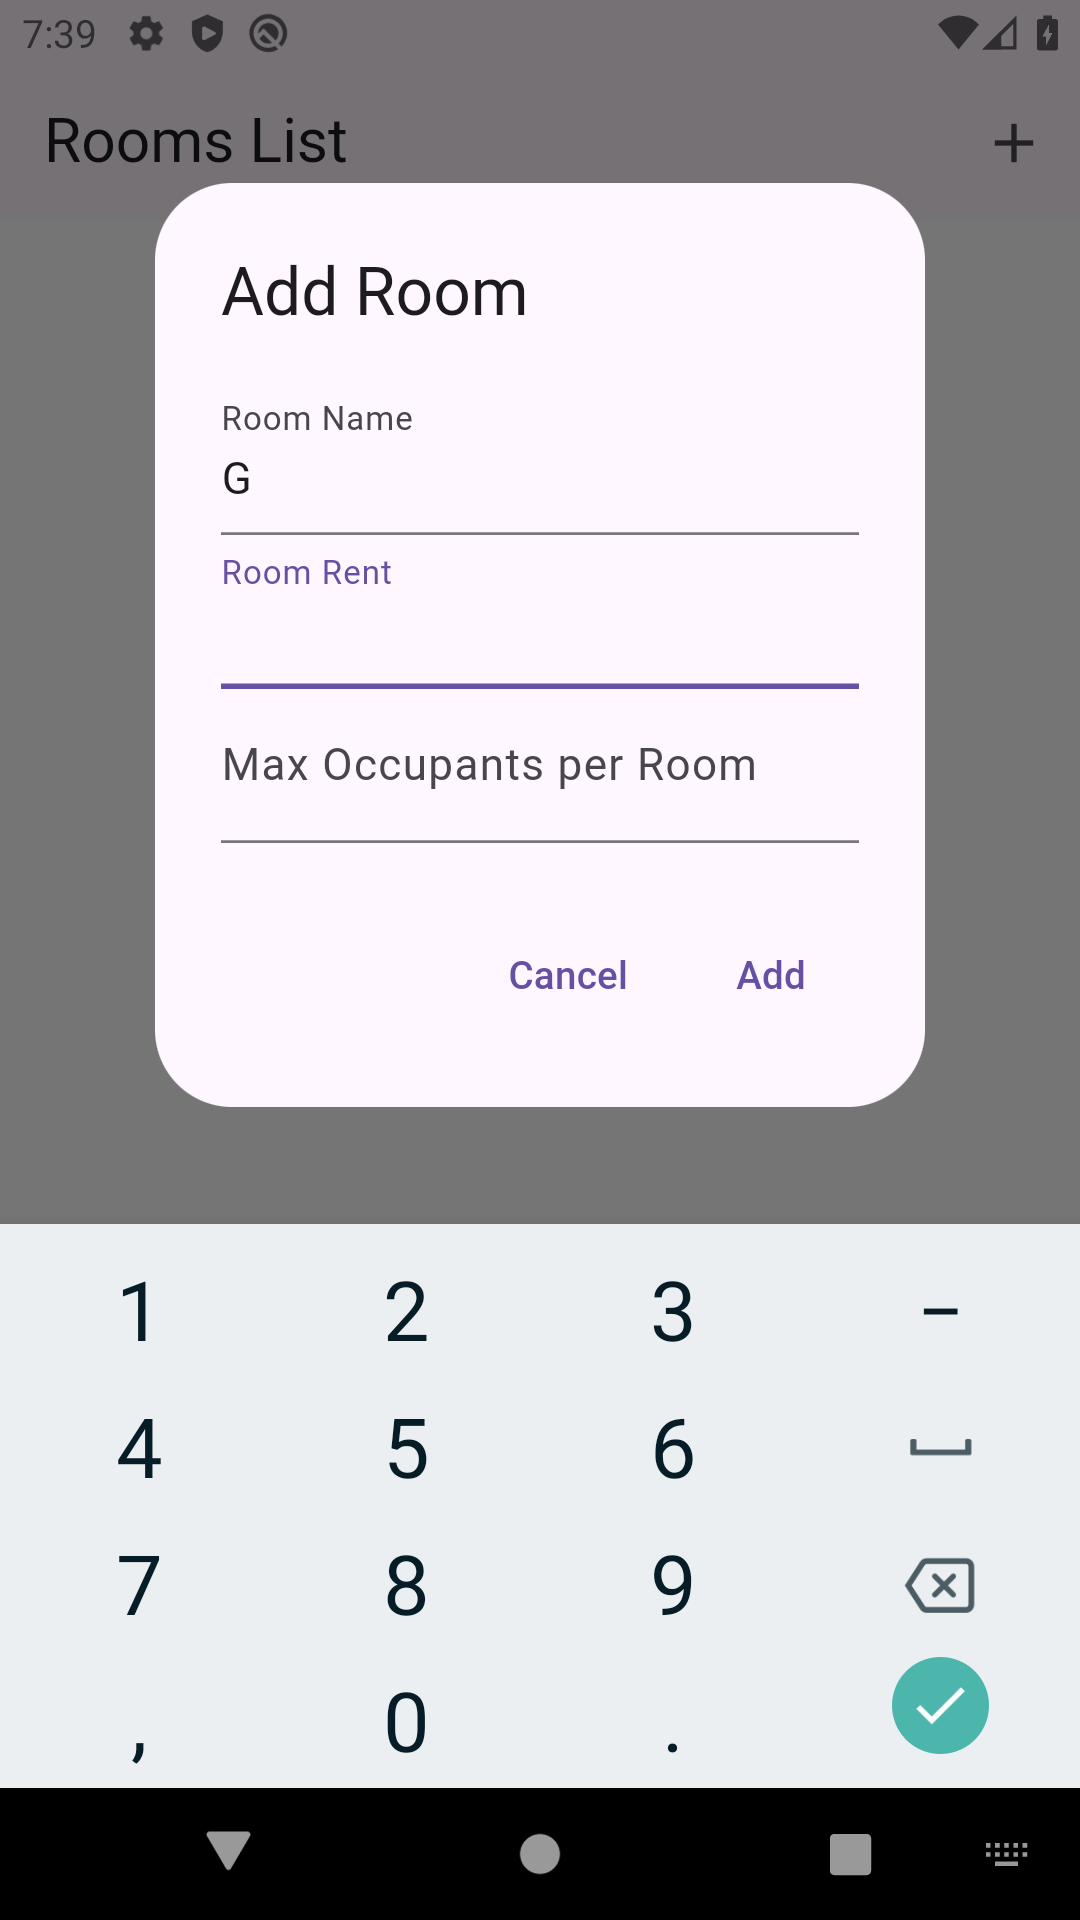 7:39
Rooms List
Add Room
Room Name
G
Room Rent
Max Occupants per Room
Cancel Add
1 2 3 –
4 5 6
7 8 9
, 0 .